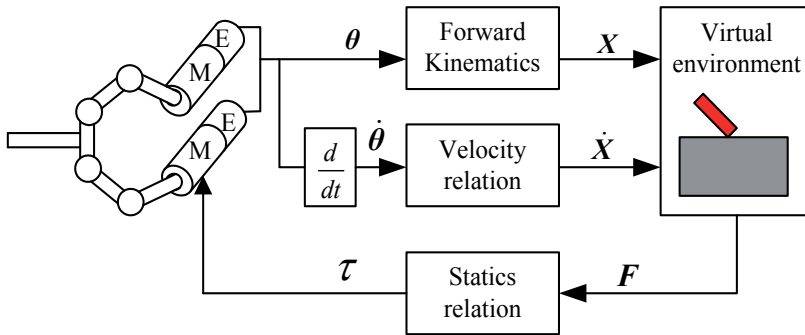 E
M
E
M
θ
Forward
Kinematics
X
Virtual
environment
d
dt
θ̇
Velocity
relation
Ẋ
τ
Statics
relation
F